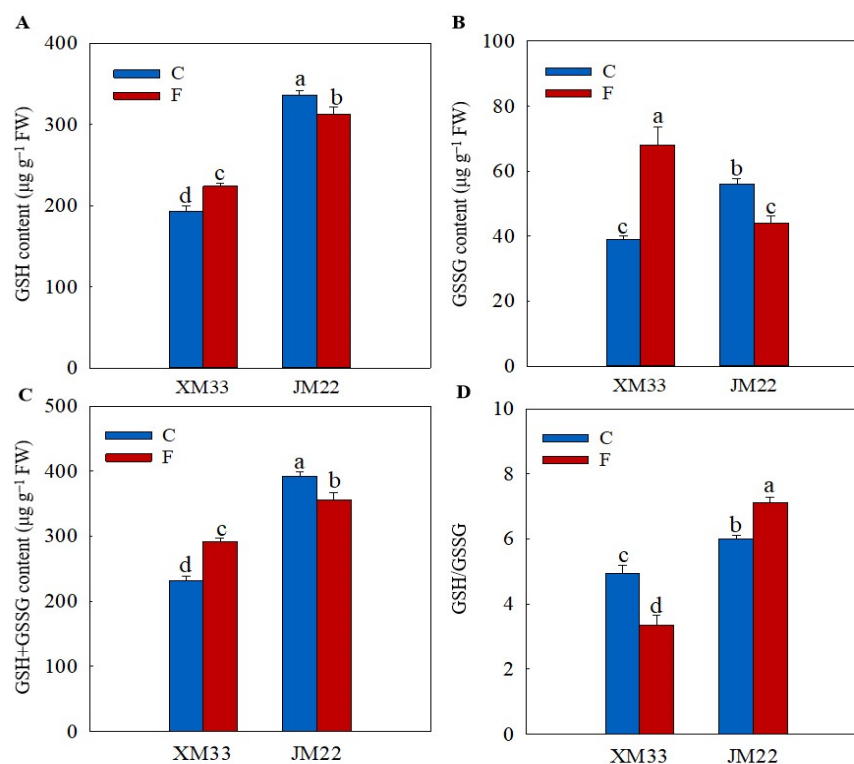 A
GSH content (µg g⁻¹ FW)
400
300
200
100
0
C
F
d
c
a
b
XM33
JM22
B
GSSG content (µg g⁻¹ FW)
100
80
60
40
20
0
C
F
c
a
b
c
XM33
JM22
C
GSH+GSSG content (µg g⁻¹ FW)
500
400
300
200
100
0
C
F
d
c
a
b
XM33
JM22
D
GSH/GSSG
10
8
6
4
2
0
C
F
c
d
b
a
XM33
JM22